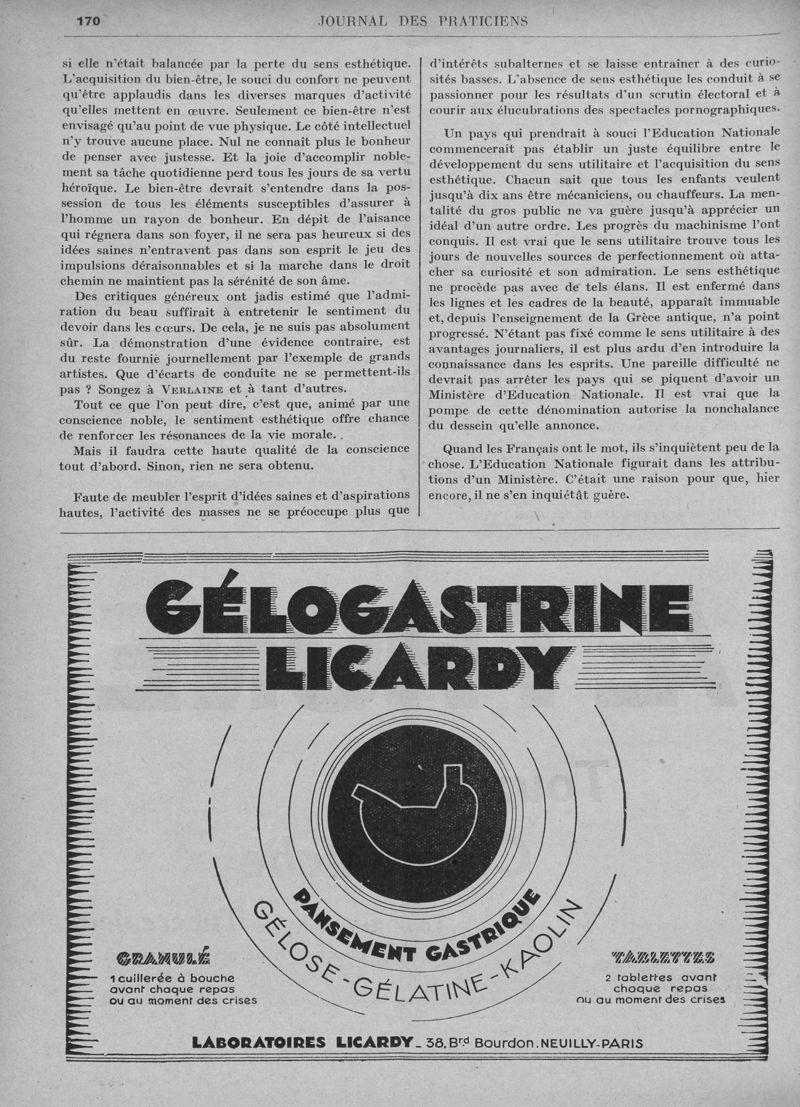 170
JOURNAL DES PRATICIENS
si elle n'était balancée par la perte du sens esthétique.
L'acquisition du bien-être, le souci du confort ne peuvent
qu'être applaudis dans les diverses marques d'activité
qu'elles mettent en œuvre. Seulement ce bien-être n'est
envisagé qu'au point de vue physique. Le côté intellectuel
n'y trouve aucune place. Nul ne connaît plus le bonheur
de penser avec justesse. Et la joie d'accomplir noble-
ment sa tâche quotidienne perd tous les jours de sa vertu
héroïque. Le bien-être devrait s'entendre dans la pos-
session de tous les éléments susceptibles d'assurer à
l'homme un rayon de bonheur. En dépit de l'aisance
qui régnera dans son foyer, il ne sera pas heureux si des
idées saines n'entravent pas dans son esprit le jeu des
impulsions déraisonnables et si la marche dans le droit
chemin ne maintient pas la sérénité de son âme.
Des critiques généreux ont jadis estimé que l'admi-
ration du beau suffirait à entretenir le sentiment du
devoir dans les cœurs. De cela, je ne suis pas absolument
sûr. La démonstration d'une évidence contraire, est
du reste fournie journellement par l'exemple de grands
artistes. Que d'écarts de conduite ne se permettent-ils
pas ? Songez à VERLAINE et à tant d'autres.
Tout ce que l'on peut dire, c'est que, animé par une
conscience noble, le sentiment esthétique offre chance
de renforcer les résonances de la vie morale.
Mais il faudra cette haute qualité de la conscience
tout d'abord. Sinon, rien ne sera obtenu.
Faute de meubler l'esprit d'idées saines et d'aspirations
hautes, l'activité des masses ne se préoccupe plus que
d'intérêts subalternes et se laisse entraîner à des curio-
sités basses. L'absence de sens esthétique les conduit à se
passionner pour les résultats d'un scrutin électoral et à
courir aux élucubrations des spectacles pornographiques.
Un pays qui prendrait à souci l'Education Nationale
commencerait pas établir un juste équilibre entre le
développement du sens utilitaire et l'acquisition du sens
esthétique. Chacun sait que tous les enfants veulent
jusqu'à dix ans être mécaniciens, ou chauffeurs. La men-
talité du gros public ne va guère jusqu'à apprécier un
idéal d'un autre ordre. Les progrès du machinisme l'ont
conquis. Il est vrai que le sens utilitaire trouve tous les
jours de nouvelles sources de perfectionnement où atta-
cher sa curiosité et son admiration. Le sens esthétique
ne procède pas avec de tels élans. Il est enfermé dans
les lignes et les cadres de la beauté, apparaît immuable
et, depuis l'enseignement de la Grèce antique, n'a point
progressé. N'étant pas fixé comme le sens utilitaire à des
avantages journaliers, il est plus ardu d'en introduire la
connaissance dans les esprits. Une pareille difficulté ne
devrait pas arrêter les pays qui se piquent d'avoir un
Ministère d'Education Nationale. Il est vrai que la
pompe de cette dénomination autorise la nonchalance
du dessein qu'elle annonce.
Quand les Français ont le mot, ils s'inquiètent peu de la
chose. L'Education Nationale figurait dans les attribu-
tions d'un Ministère. C'était une raison pour que, hier
encore, il ne s'en inquiétât guère.
GÉLOGASTRINE
LICARDY
PANSEMENT GASTRIQUE
GÉLOSE-GÉLATINE-KAOLIN
GRANULÉ
1 cuillerée à bouche
avant chaque repas
ou au moment des crises
TABLETTES
2 tablettes avant
chaque repas
ou au moment des crises
LABORATOIRES LICARDY_38, Brd Bourdon.NEUILLY-PARIS